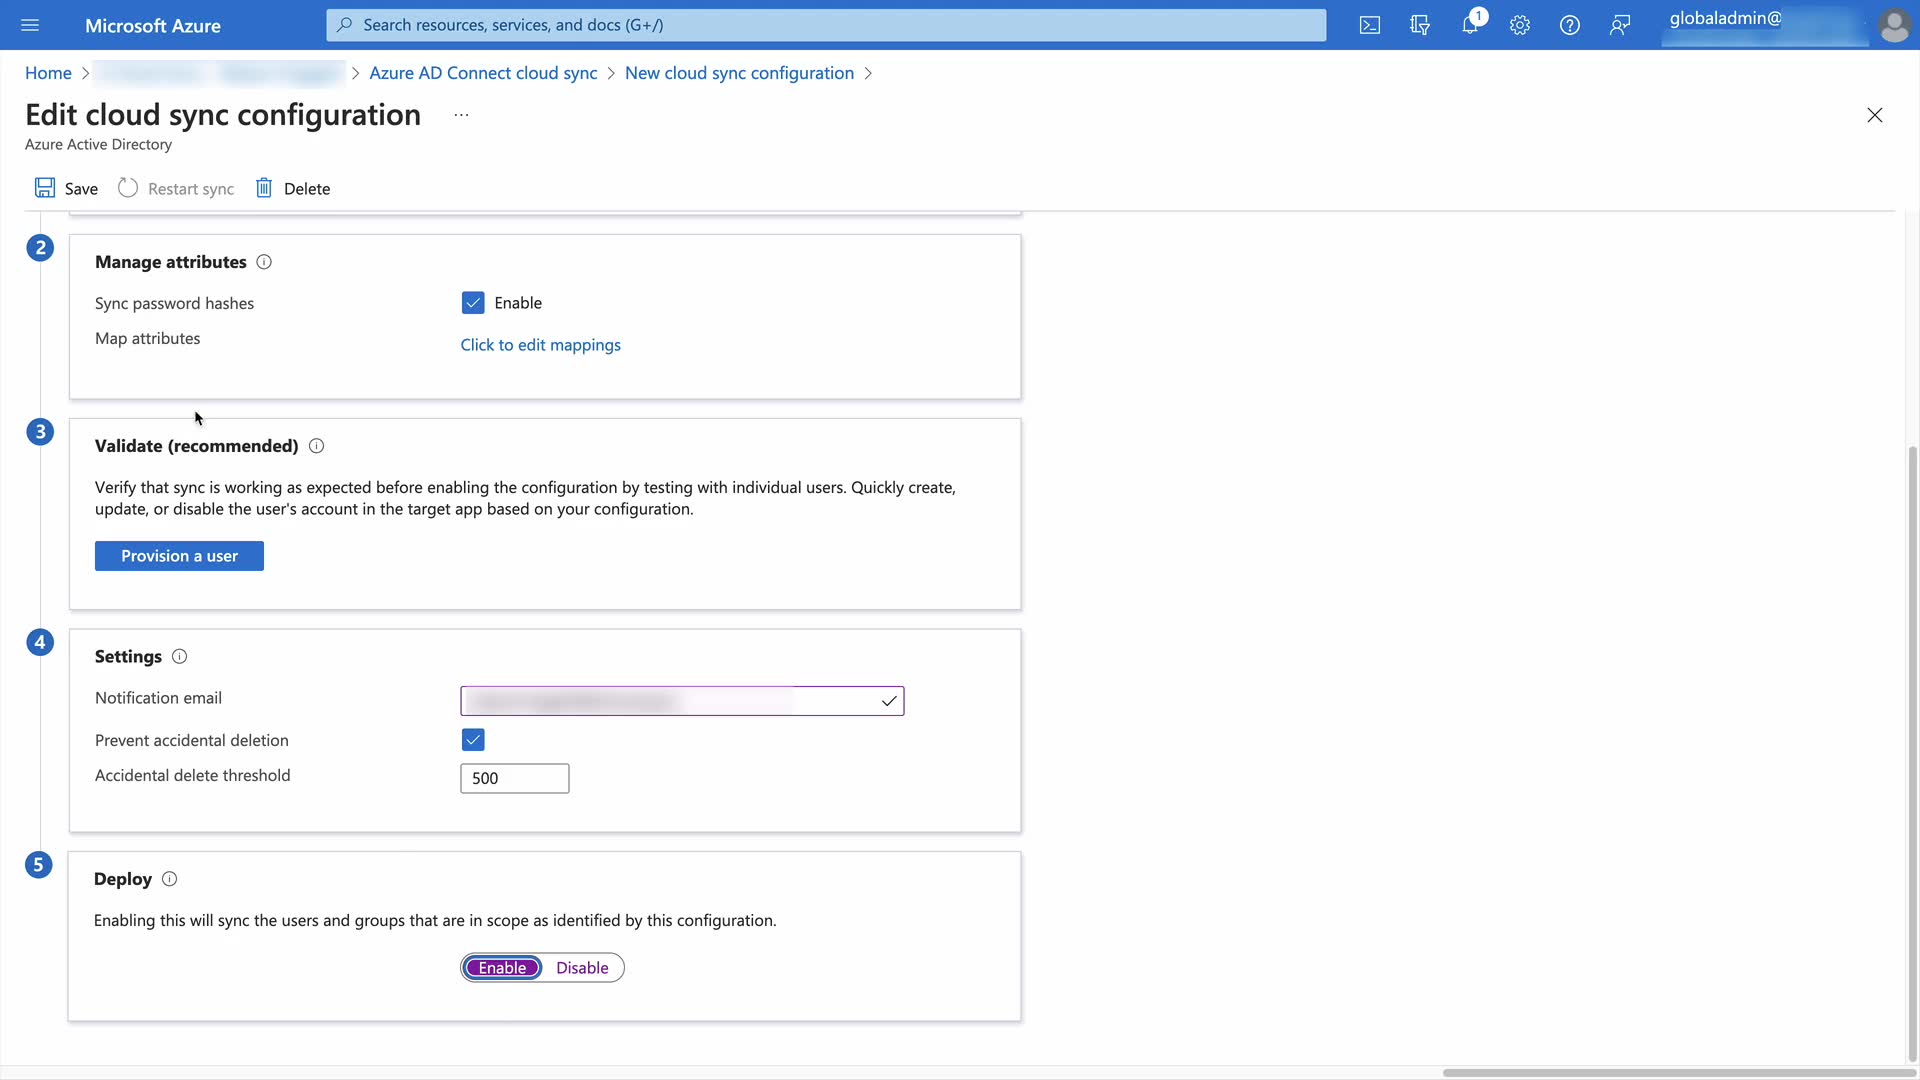 Microsoft Azure
Search resources, services, and docs (G+/)
1
globaladmin@
Home > > Azure AD Connect cloud sync > New cloud sync configuration >
Edit cloud sync configuration ...
Azure Active Directory
Save Restart sync Delete
2
Manage attributes
Sync password hashes Enable
Map attributes Click to edit mappings
3
Validate (recommended)
Verify that sync is working as expected before enabling the configuration by testing with individual users. Quickly create,
update, or disable the user's account in the target app based on your configuration.
Provision a user
4
Settings
Notification email
Prevent accidental deletion
Accidental delete threshold 500
5
Deploy
Enabling this will sync the users and groups that are in scope as identified by this configuration.
Enable Disable